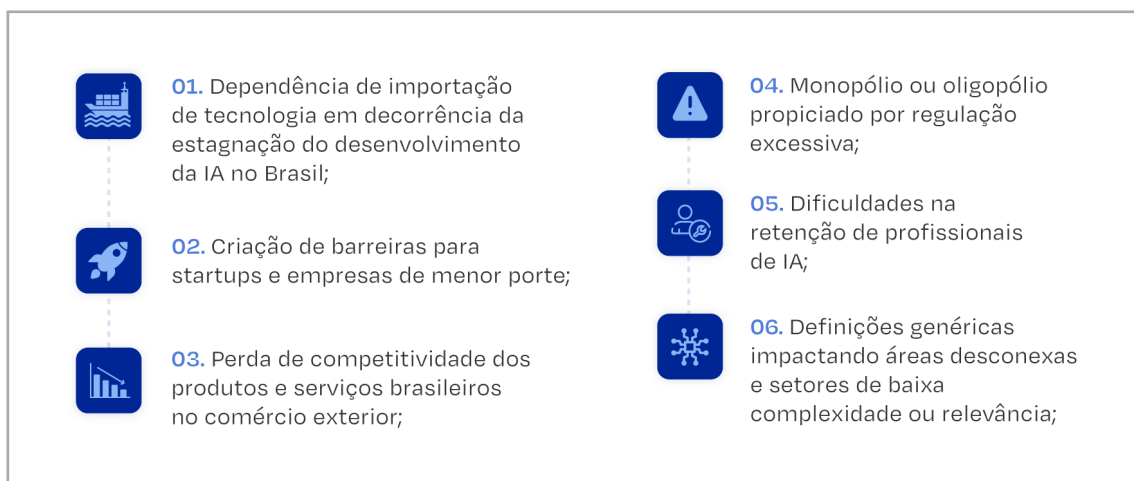 01. Dependência de importação
de tecnologia em decorrência da
estagnação do desenvolvimento
da IA no Brasil;
02. Criação de barreiras para
startups e empresas de menor porte;
03. Perda de competitividade dos
produtos e serviços brasileiros
no comércio exterior;
04. Monopólio ou oligopólio
propiciado por regulação
excessiva;
05. Dificuldades na
retenção de profissionais
de IA;
06. Definições genéricas
impactando áreas desconexas
e setores de baixa
complexidade ou relevância;